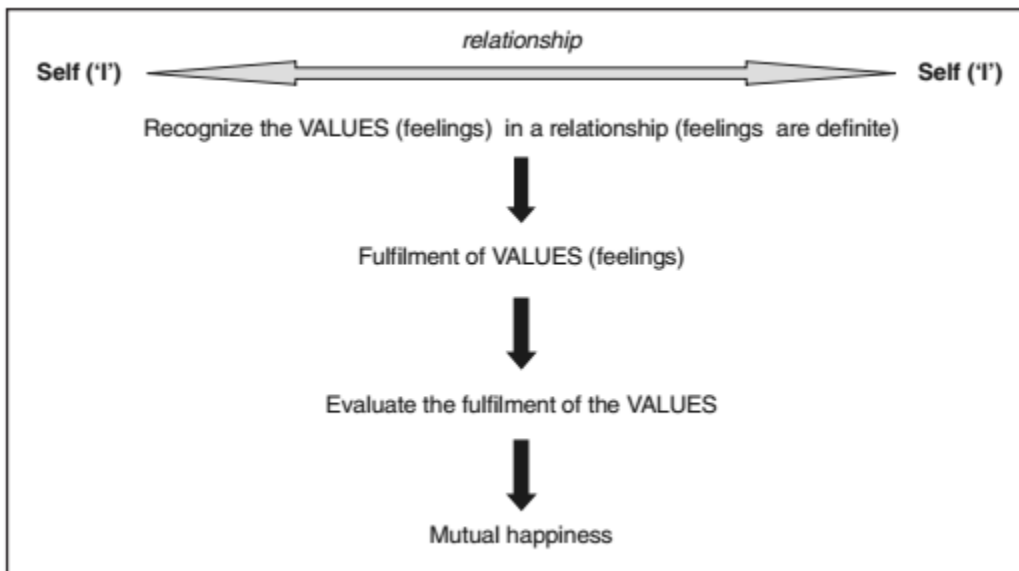 relationship
Self ('I') Self ('I')
Recognize the VALUES (feelings) in a relationship (feelings are definite)
Fulfilment of VALUES (feelings)
Evaluate the fulfilment of the VALUES
Mutual happiness